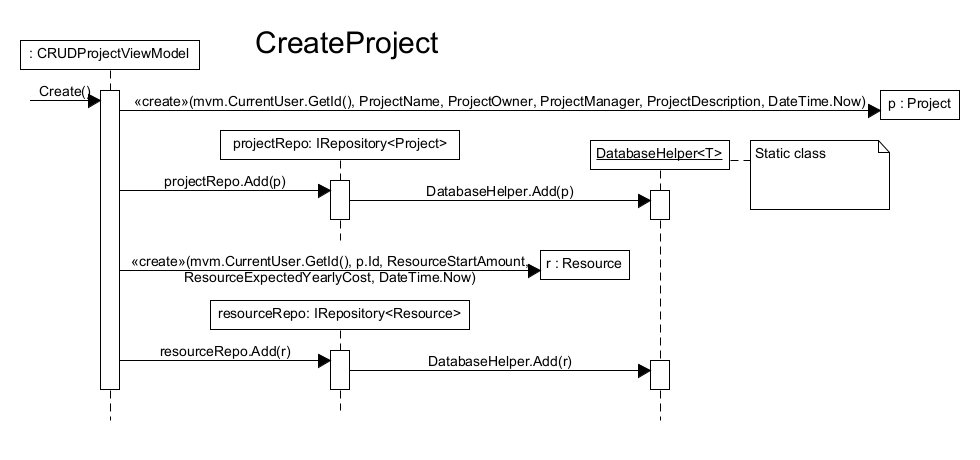 CreateProject
: CRUDProjectViewModel
Create()
«create»(mvm.CurrentUser.GetId(), ProjectName, ProjectOwner, ProjectManager, ProjectDescription, DateTime.Now)
p : Project
projectRepo: IRepository<Project>
DatabaseHelper<T>
Static class
projectRepo.Add(p)
DatabaseHelper.Add(p)
«create»(mvm.CurrentUser.GetId(), p.Id, ResourceStartAmount,
ResourceExpectedYearlyCost, DateTime.Now)
r : Resource
resourceRepo: IRepository<Resource>
resourceRepo.Add(r)
DatabaseHelper.Add(r)